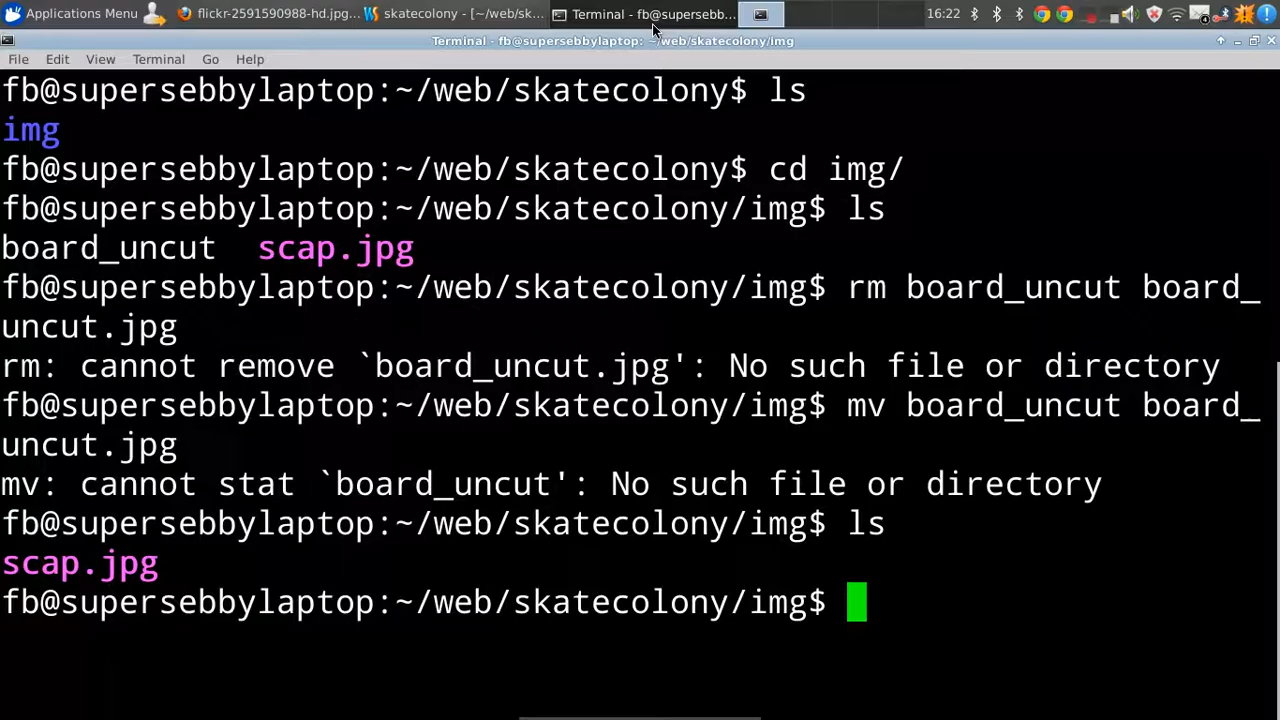 Applications Menu flickr-2591590988-hd.jpg... skatecolony - [~/web/sk... Terminal - fb@supersebb... 16:22
Terminal - fb@supersebbylaptop: ~/web/skatecolony/img
File Edit View Terminal Go Help
fb@supersebbylaptop:~/web/skatecolony$ ls
img
fb@supersebbylaptop:~/web/skatecolony$ cd img/
fb@supersebbylaptop:~/web/skatecolony/img$ ls
board_uncut  scap.jpg
fb@supersebbylaptop:~/web/skatecolony/img$ rm board_uncut board_
uncut.jpg
rm: cannot remove `board_uncut.jpg': No such file or directory
fb@supersebbylaptop:~/web/skatecolony/img$ mv board_uncut board_
uncut.jpg
mv: cannot stat `board_uncut': No such file or directory
fb@supersebbylaptop:~/web/skatecolony/img$ ls
scap.jpg
fb@supersebbylaptop:~/web/skatecolony/img$